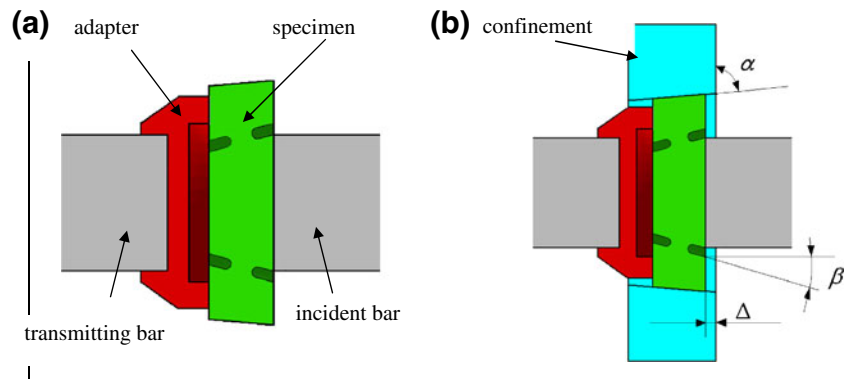 (a)
adapter
specimen
transmitting bar
incident bar
(b)
confinement
α
β
Δ